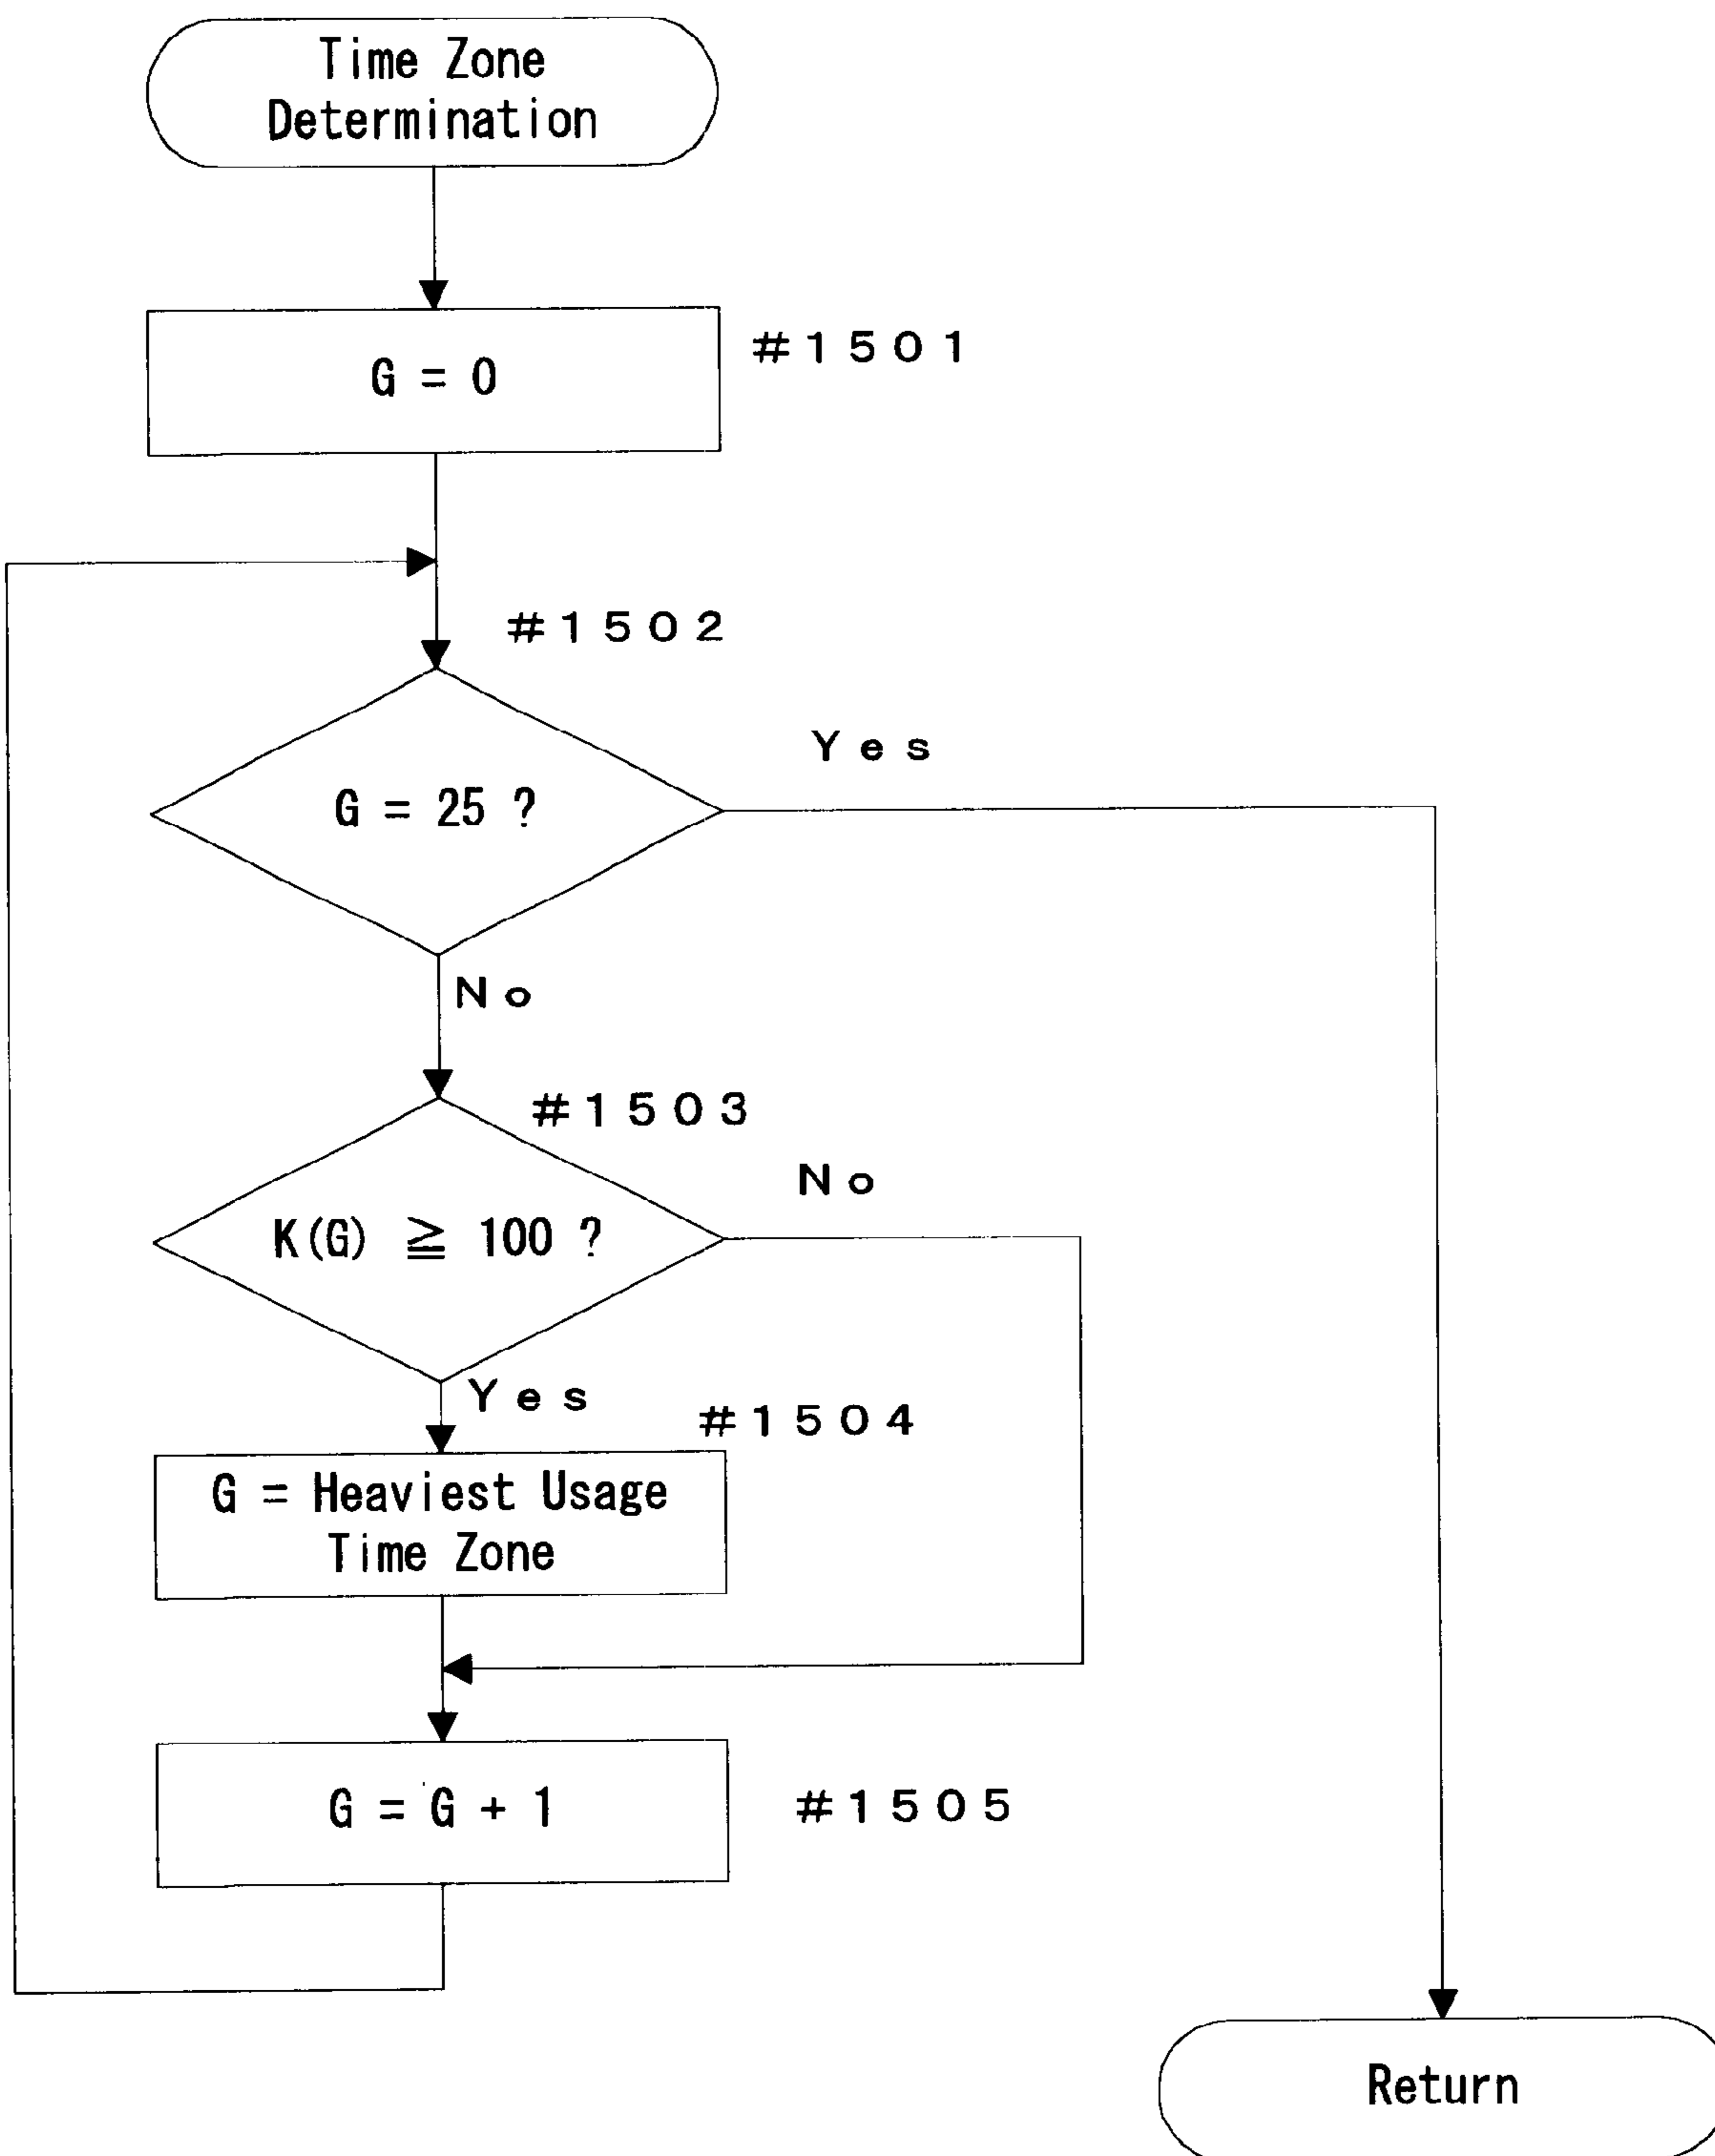 Time Zone
Determination
G = 0
#1501
#1502
G = 25 ?
Yes
No
#1503
K(G) ≧ 100 ?
No
Yes
#1504
G = Heaviest Usage
Time Zone
G = G + 1
#1505
Return